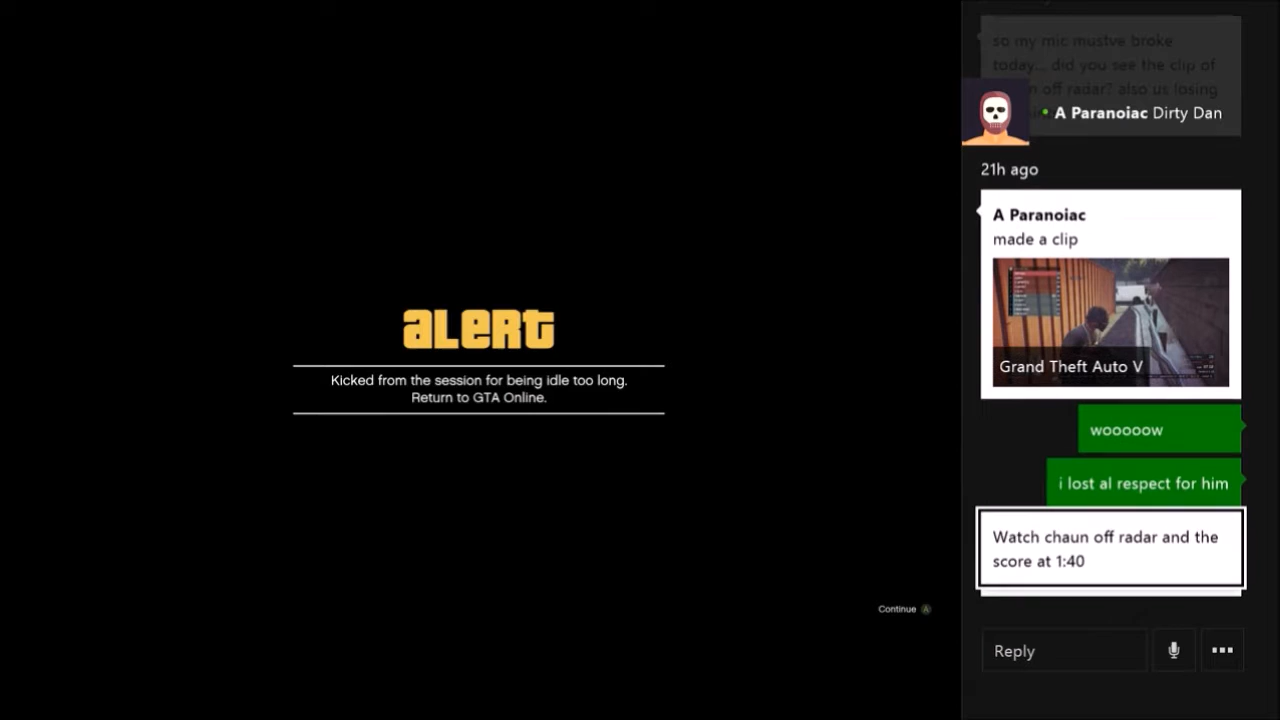 ALERT
Kicked from the session for being idle too long.
Return to GTA Online.
Continue A
so my mic mustve broke
today... did you see the clip of
off radar? also us losing
A Paranoiac Dirty Dan
21h ago
A Paranoiac
made a clip
Grand Theft Auto V
wooooow
i lost al respect for him
Watch chaun off radar and the
score at 1:40
Reply